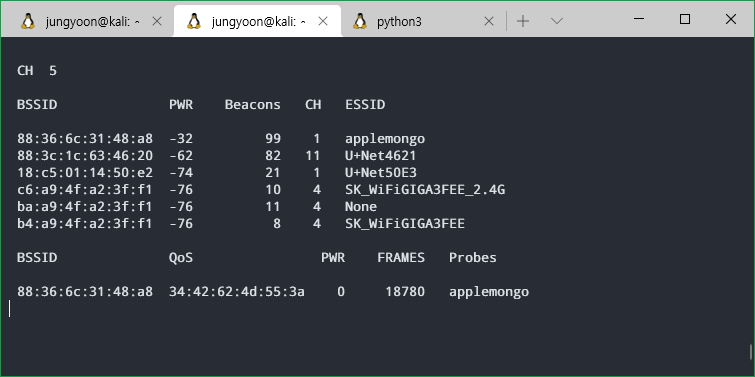 jungyoon@kali: ~
jungyoon@kali: ~
python3
CH 5
BSSID PWR Beacons CH ESSID
88:36:6c:31:48:a8 -32 99 1 applemongo
88:3c:1c:63:46:20 -62 82 11 U+Net4621
18:c5:01:14:50:e2 -74 21 1 U+Net50E3
c6:a9:4f:a2:3f:f1 -76 10 4 SK_WiFiGIGA3FEE_2.4G
ba:a9:4f:a2:3f:f1 -76 11 4 None
b4:a9:4f:a2:3f:f1 -76 8 4 SK_WiFiGIGA3FEE
BSSID QoS PWR FRAMES Probes
88:36:6c:31:48:a8 34:42:62:4d:55:3a 0 18780 applemongo